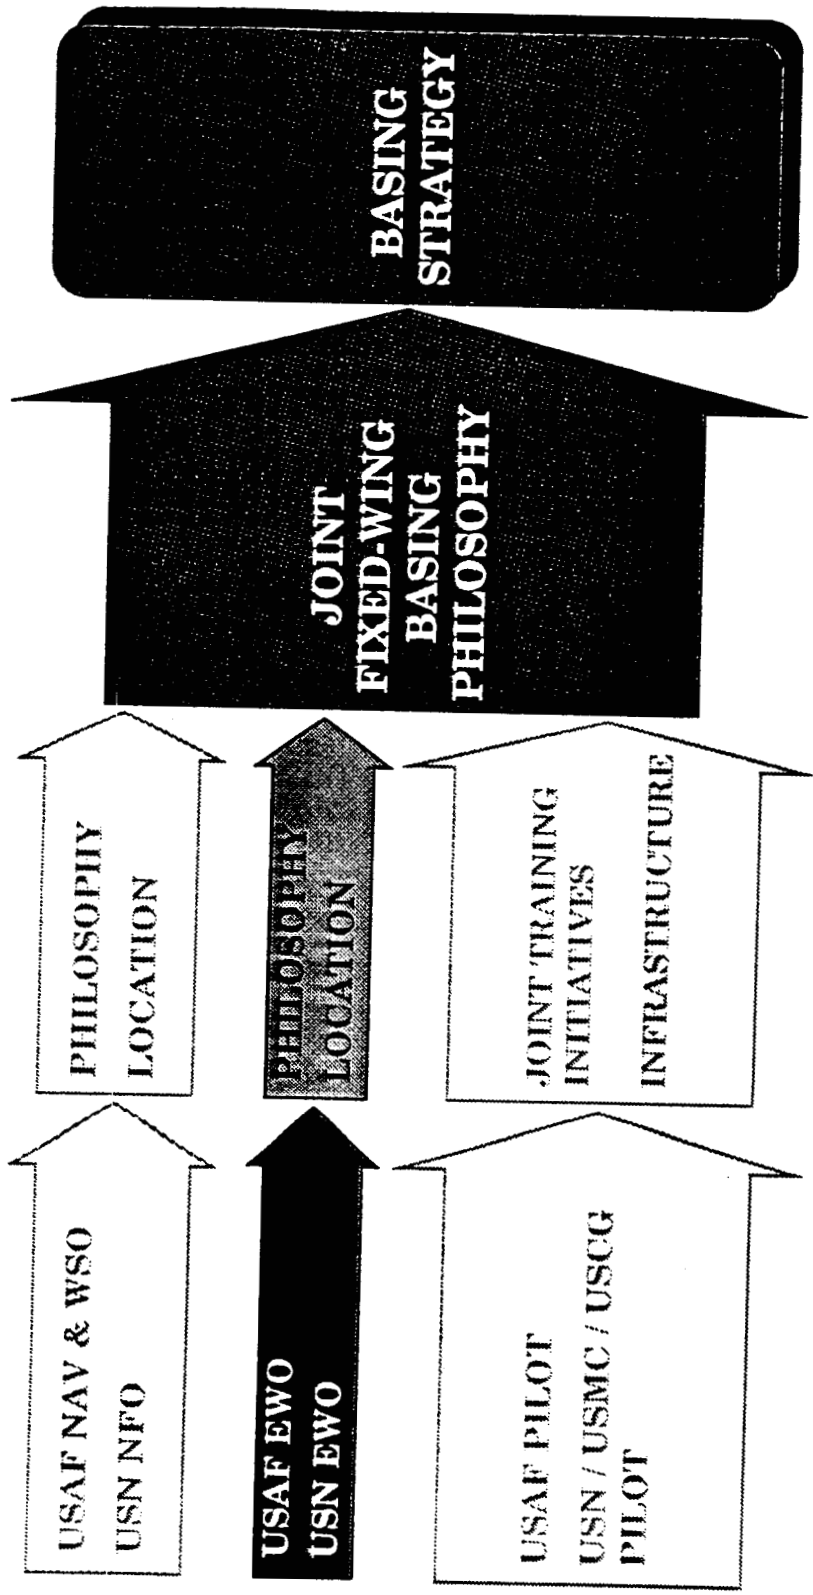 USAF NAV & WSO
USN NFO
PHILOSOPHY
LOCATION
USAF EWO
USN EWO
PHILOSOPHY
LOCATION
USAF PILOT
USN / USMC / USCG
PILOT
JOINT TRAINING
INITIATIVES
INFRASTRUCTURE
JOINT
FIXED-WING
BASING
PHILOSOPHY
BASING
STRATEGY